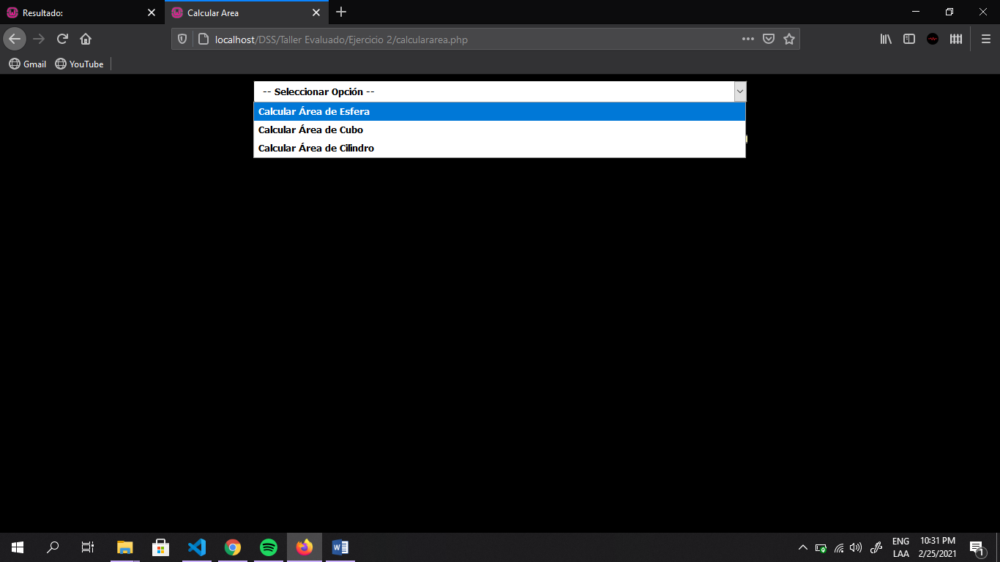 Resultado:
Calcular Area
localhost/DSS/Taller Evaluado/Ejercicio 2/calculararea.php
Gmail
YouTube
-- Seleccionar Opción --
Calcular Área de Esfera
Calcular Área de Cubo
Calcular Área de Cilindro
ENG
LAA
10:31 PM
2/25/2021
1